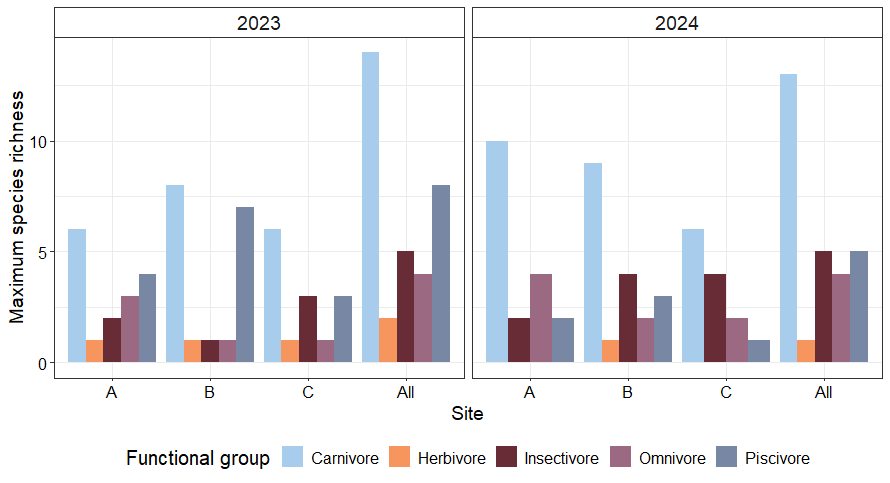 2023 2024
Maximum species richness
10
5
0
A B C All A B C All
Site
Functional group Carnivore Herbivore Insectivore Omnivore Piscivore